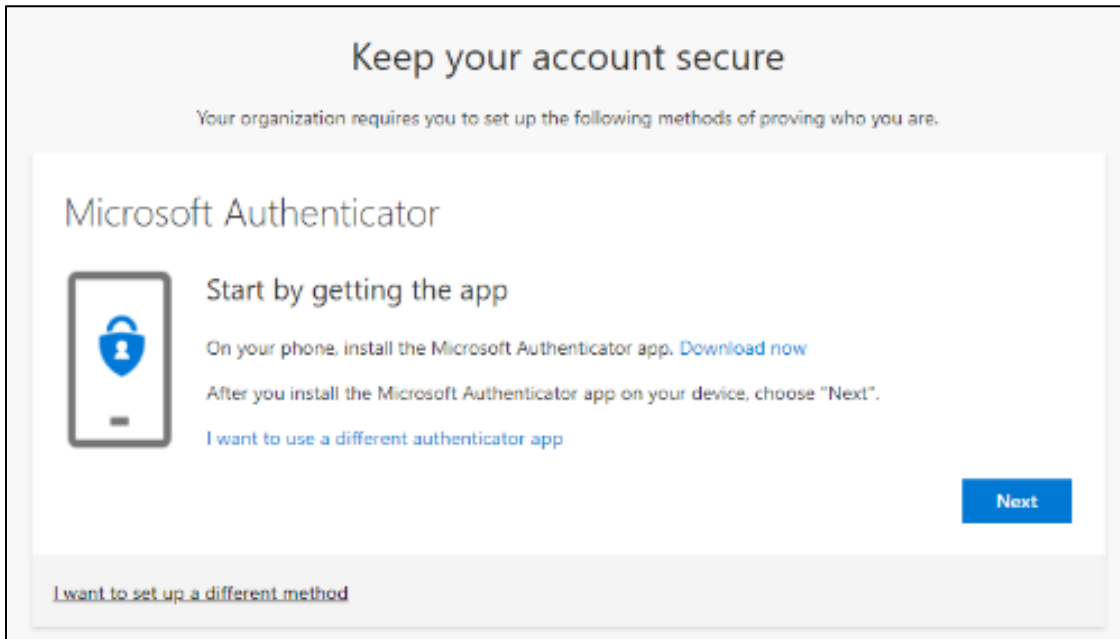 Keep your account secure
Your organization requires you to set up the following methods of proving who you are.
Microsoft Authenticator
Start by getting the app
On your phone, install the Microsoft Authenticator app. Download now
After you install the Microsoft Authenticator app on your device, choose "Next".
I want to use a different authenticator app
Next
I want to set up a different method